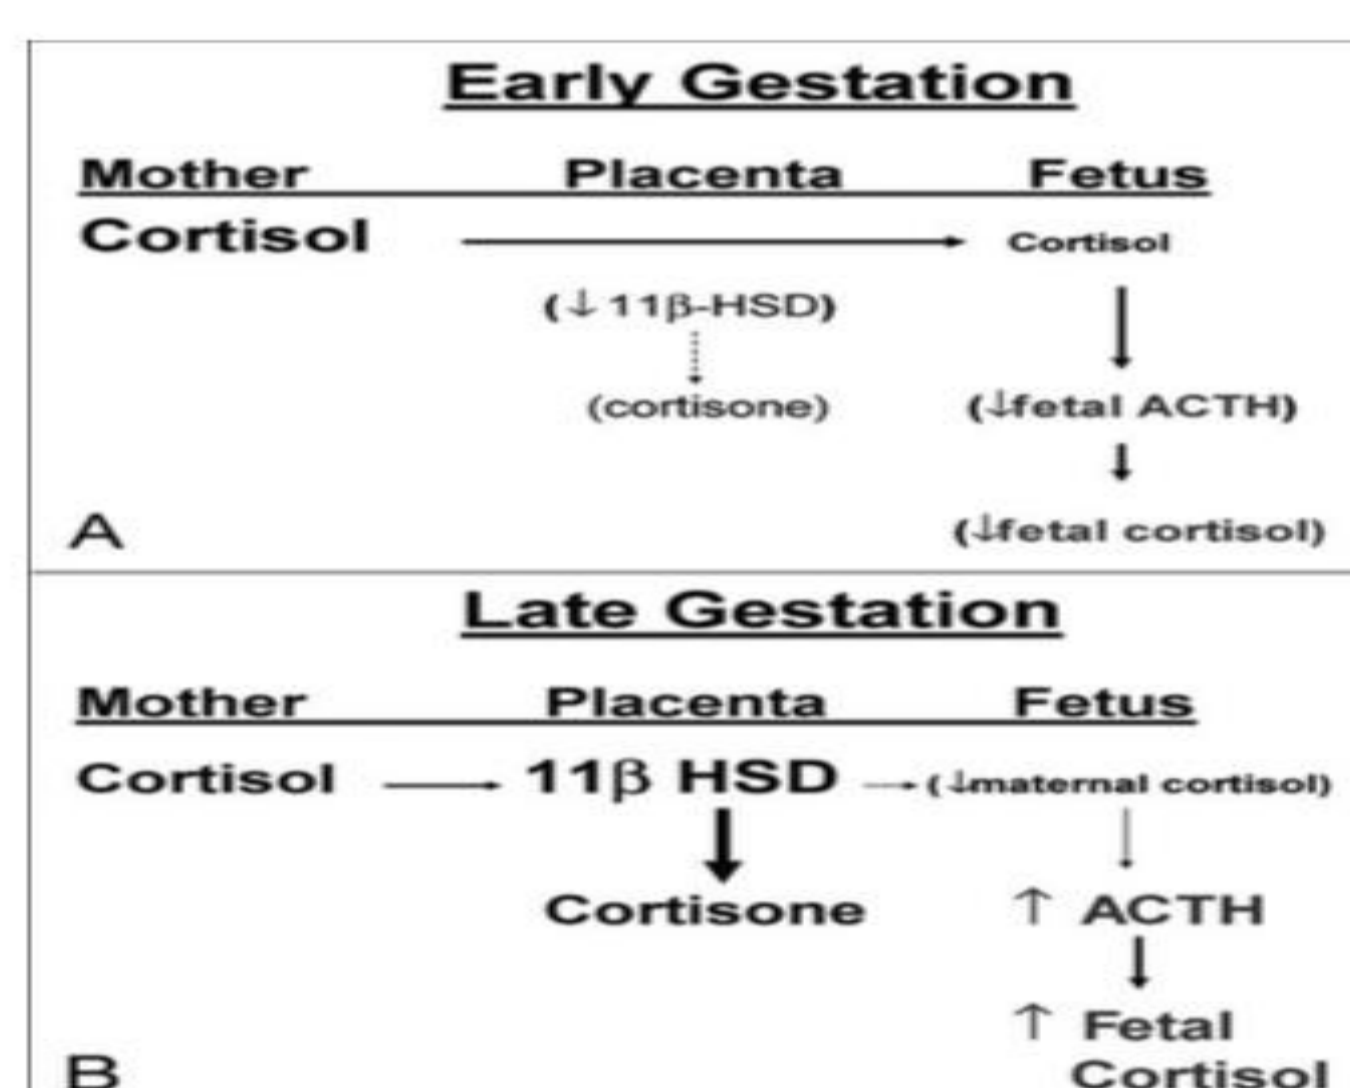 Early Gestation
Mother Placenta Fetus
Cortisol Cortisol
(↓11β-HSD)
(cortisone) (↓fetal ACTH)
(↓fetal cortisol)
A
Late Gestation
Mother Placenta Fetus
Cortisol 11β HSD (↓maternal cortisol)
Cortisone ↑ ACTH
↑ Fetal
Cortisol
B